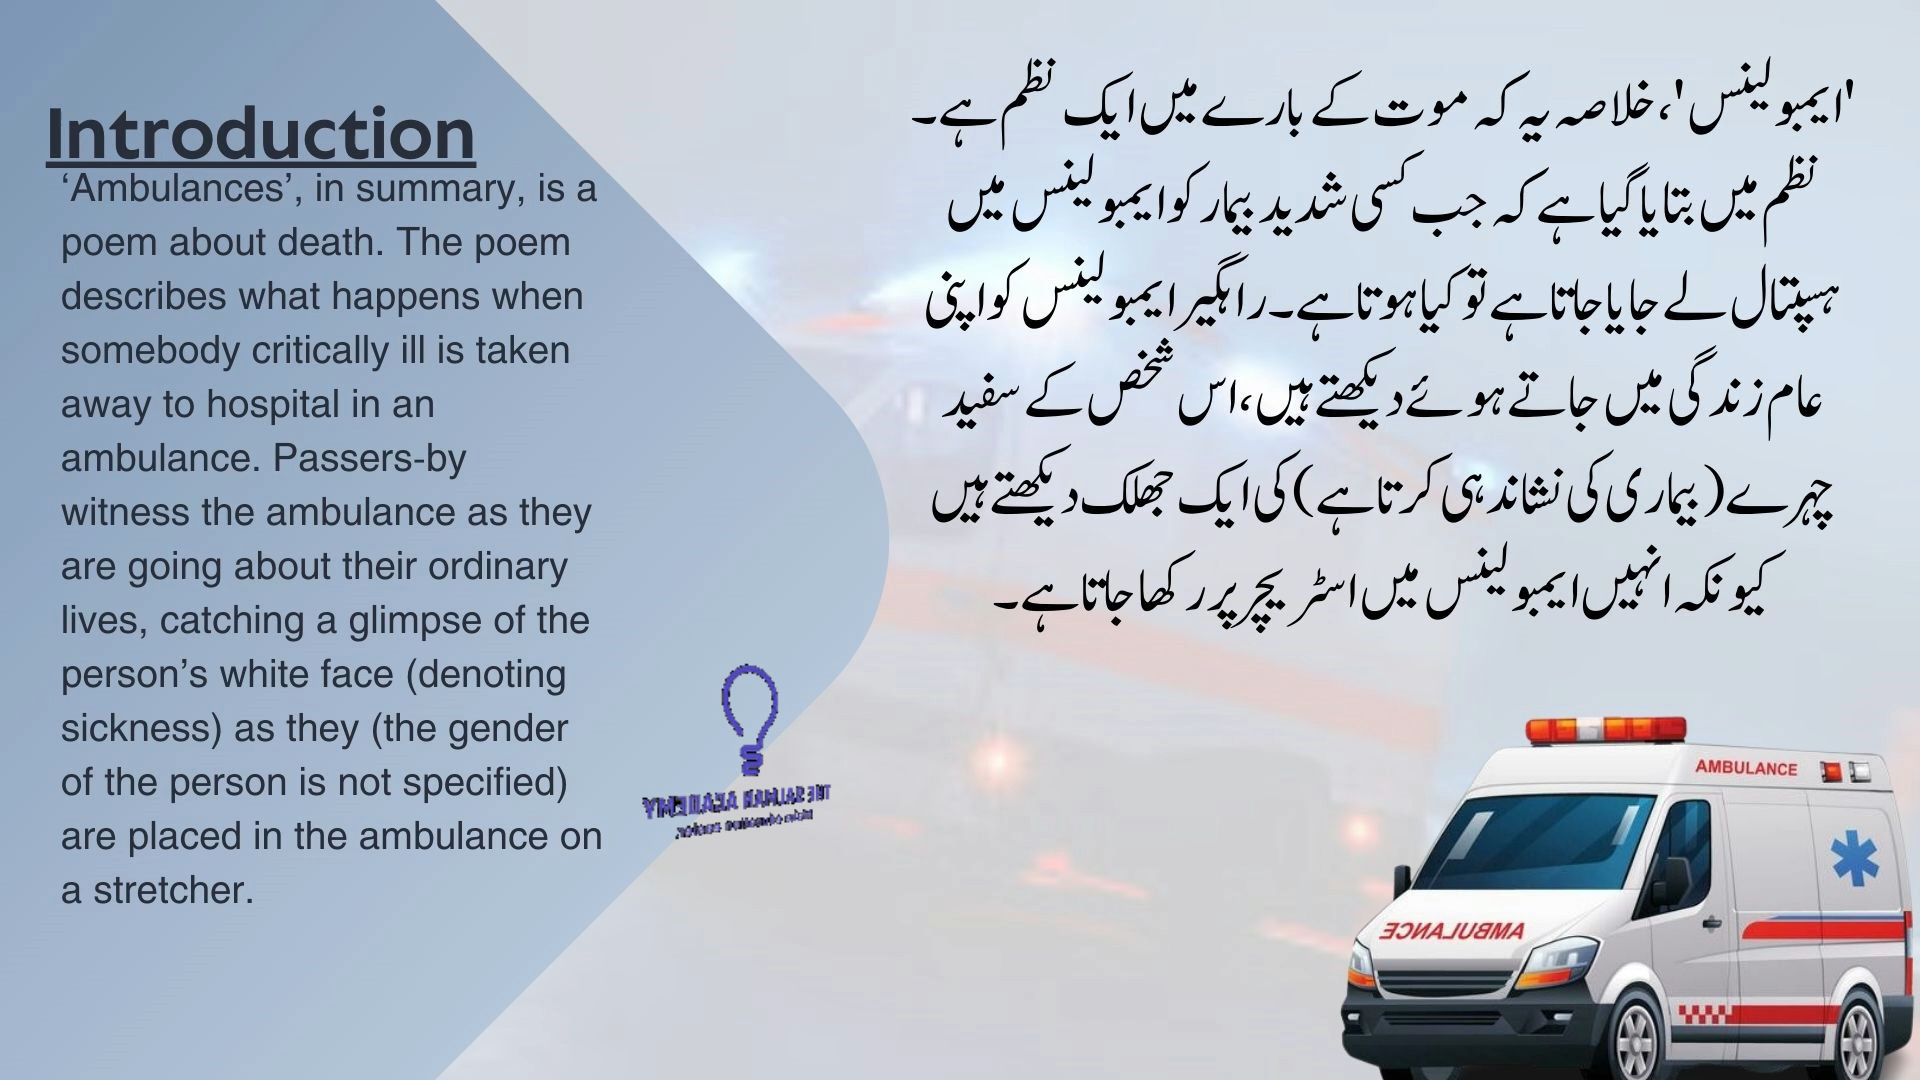 Introduction
‘Ambulances’, in summary, is a
poem about death. The poem
describes what happens when
somebody critically ill is taken
away to hospital in an
ambulance. Passers-by
witness the ambulance as they
are going about their ordinary
lives, catching a glimpse of the
person’s white face (denoting
sickness) as they (the gender
of the person is not specified)
are placed in the ambulance on
a stretcher.
'ایمبولینس'، خلاصہ یہ کہ موت کے بارے میں ایک نظم ہے۔
نظم میں بتایا گیا ہے کہ جب کسی شدید بیمار کو ایمبولینس میں
ہسپتال لے جایا جاتا ہے تو کیا ہوتا ہے۔ راہگیر ایمبولینس کو اپنی
عام زندگی میں جاتے ہوئے دیکھتے ہیں، اس شخص کے سفید
چہرے (بیماری کی نشاندہی کرتا ہے) کی ایک جھلک دیکھتے ہیں
کیونکہ انہیں ایمبولینس میں اسٹریچر پر رکھا جاتا ہے۔
THE SALMAN ACADEMY
AMBULANCE
AMBULANCE